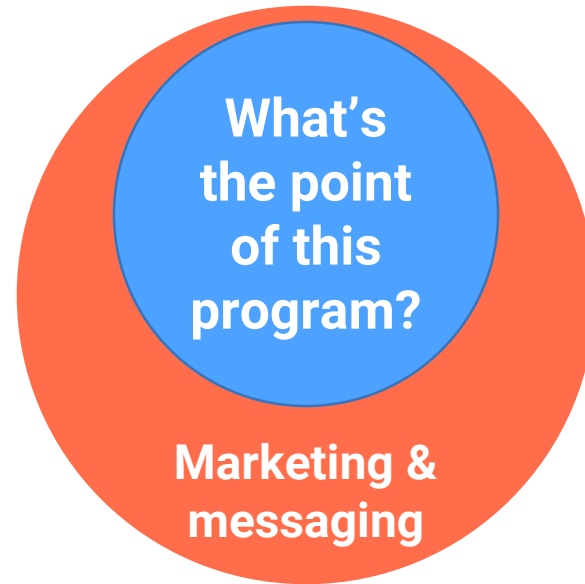 What’s
the point
of this
program?
Marketing &
messaging